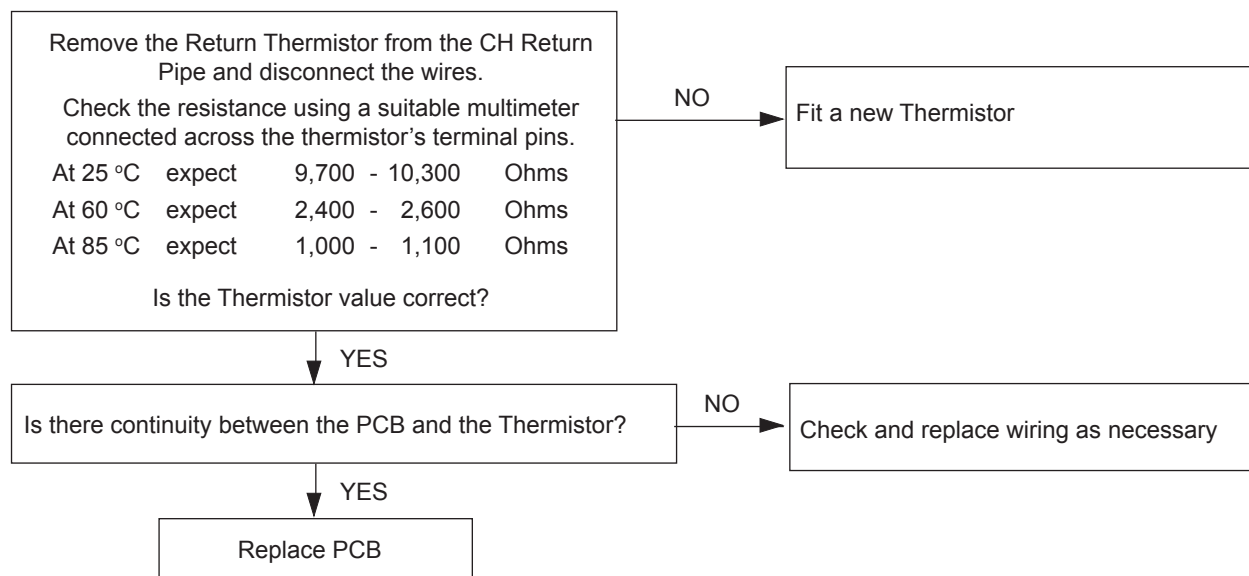 Remove the Return Thermistor from the CH Return
Pipe and disconnect the wires.
Check the resistance using a suitable multimeter
connected across the thermistor's terminal pins.
At 25 ºC expect 9,700 - 10,300 Ohms
At 60 ºC expect 2,400 - 2,600 Ohms
At 85 ºC expect 1,000 - 1,100 Ohms
Is the Thermistor value correct?
NO
Fit a new Thermistor
YES
Is there continuity between the PCB and the Thermistor?
NO
Check and replace wiring as necessary
YES
Replace PCB